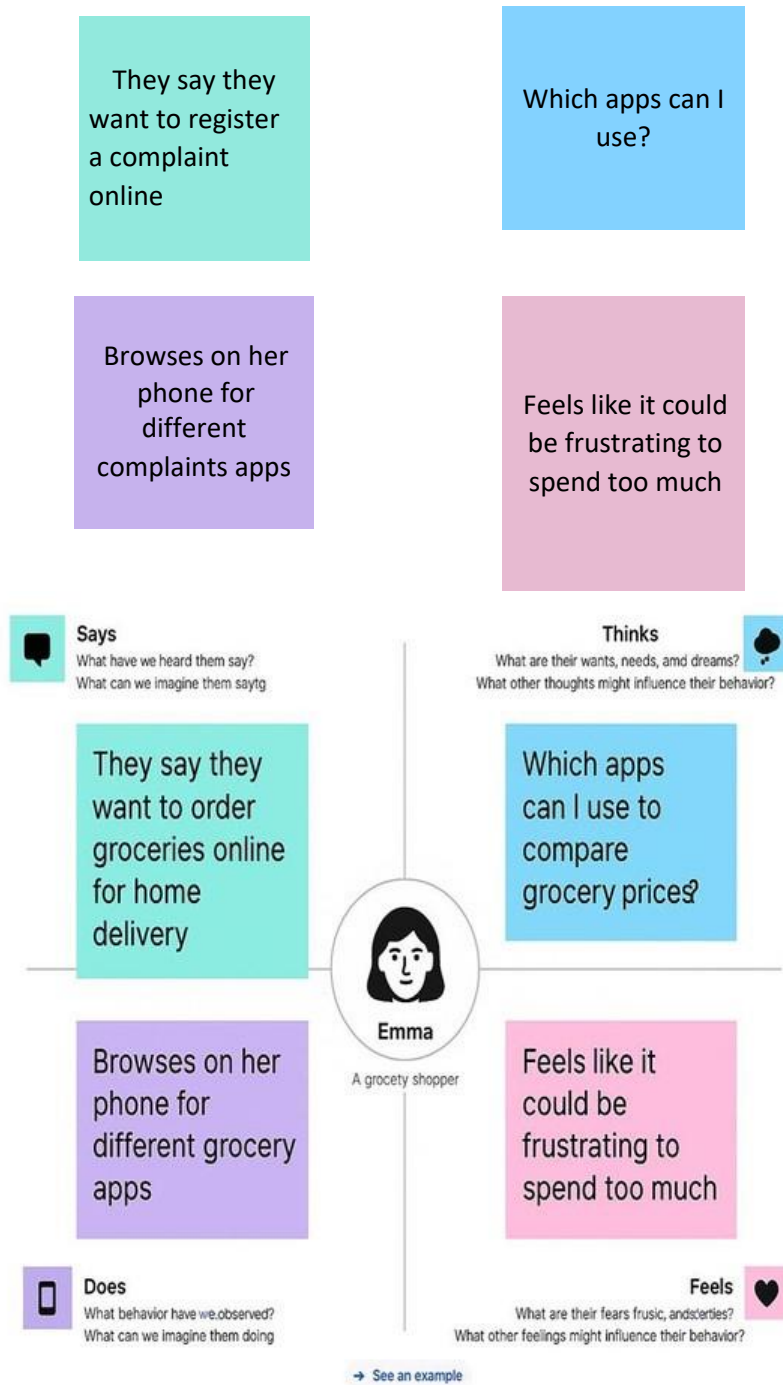 They say they
want to register
a complaint
online
Which apps can I
use?
Browses on her
phone for
different
complaints apps
Feels like it could
be frustrating to
spend too much
Says
What have we heard them say?
What can we imagine them saytg
Thinks
What are their wants, needs, amd dreams?
What other thoughts might influence their behavior?
They say they
want to order
groceries online
for home
delivery
Which apps
can I use to
compare
grocery prices?
Emma
A grocety shopper
Browses on her
phone for
different grocery
apps
Feels like it
could be
frustrating to
spend too much
Does
What behavior have we.observed?
What can we imagine them doing
Feels
What are their fears frusic, andsċerties?
What other feelings might influence their behavior?
→ See an example